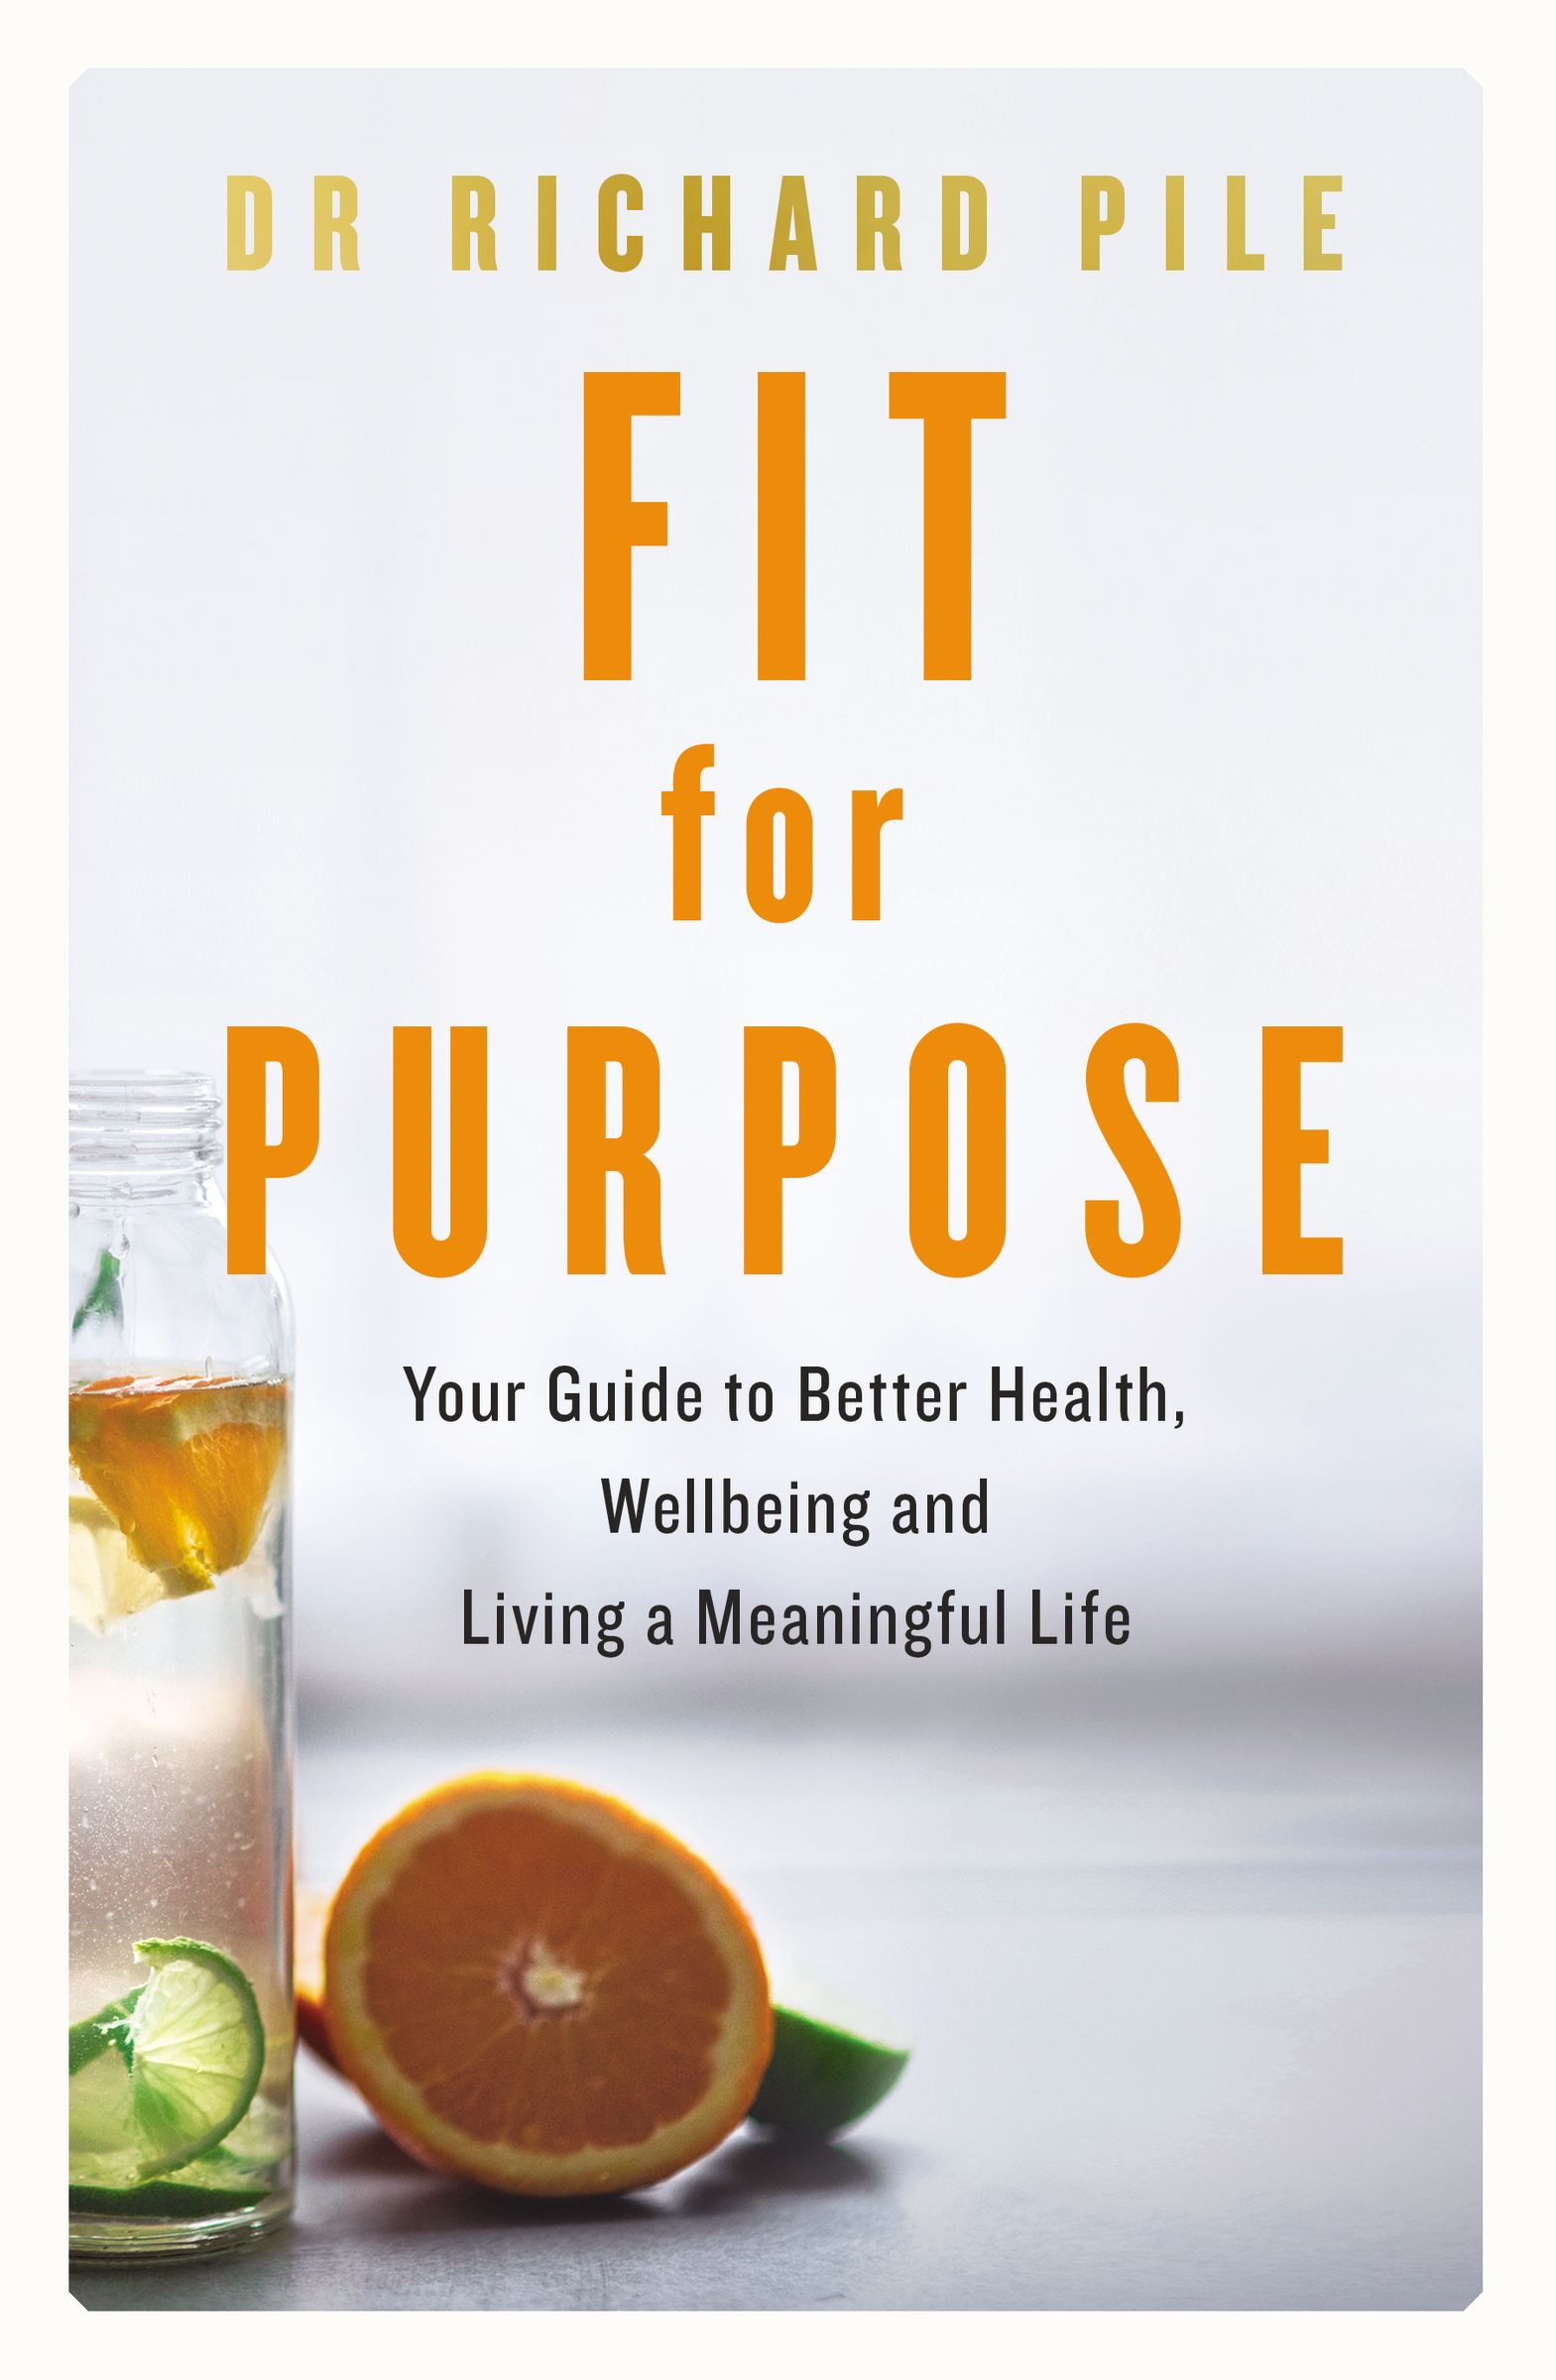 DR RICHARD PILE
FIT
for
PURPOSE
Your Guide to Better Health,
Wellbeing and
Living a Meaningful Life